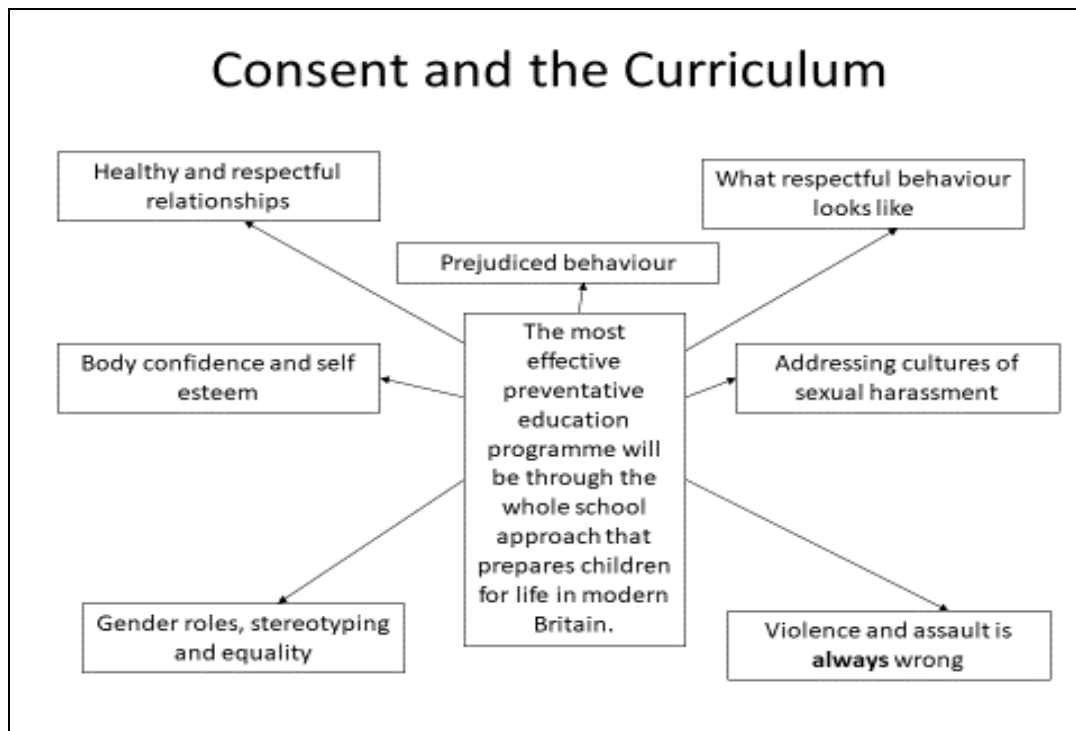 Consent and the Curriculum
Healthy and respectful
relationships
What respectful behaviour
looks like
Prejudiced behaviour
The most
effective
preventative
education
programme will
be through the
whole school
approach that
prepares children
for life in modern
Britain.
Body confidence and self
esteem
Addressing cultures of
sexual harassment
Gender roles, stereotyping
and equality
Violence and assault is
always wrong